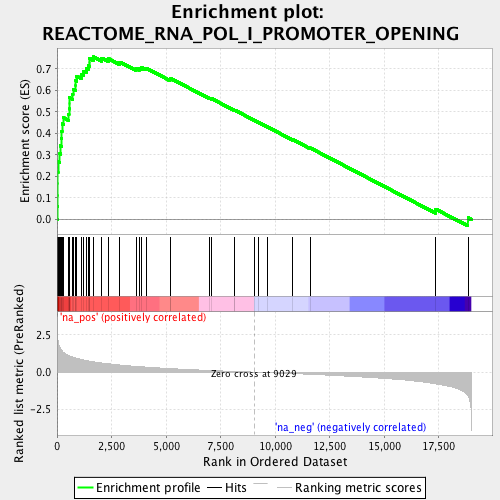 Enrichment plot:
REACTOME_RNA_POL_I_PROMOTER_OPENING
Enrichment score (ES)
0.7
0.6
0.5
0.4
0.3
0.2
0.1
0.0
'na_pos' (positively correlated)
Ranked list metric (PreRanked)
2.5
0.0
-2.5
Zero cross at 9029
'na_neg' (negatively correlated)
0
2,500
5,000
7,500
10,000
12,500
15,000
17,500
Rank in Ordered Dataset
Enrichment profile
Hits
Ranking metric scores